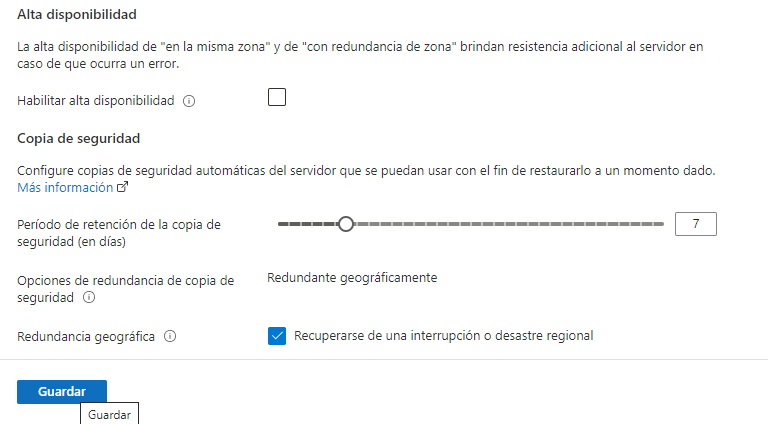 Alta disponibilidad
La alta disponibilidad de "en la misma zona" y de "con redundancia de zona" brindan resistencia adicional al servidor en
caso de que ocurra un error.
Habilitar alta disponibilidad
Copia de seguridad
Configure copias de seguridad automáticas del servidor que se puedan usar con el fin de restaurarlo a un momento dado.
Más información
Período de retención de la copia de
seguridad (en días)
7
Opciones de redundancia de copia de
seguridad
Redundante geográficamente
Redundancia geográfica
Recuperarse de una interrupción o desastre regional
Guardar
Guardar